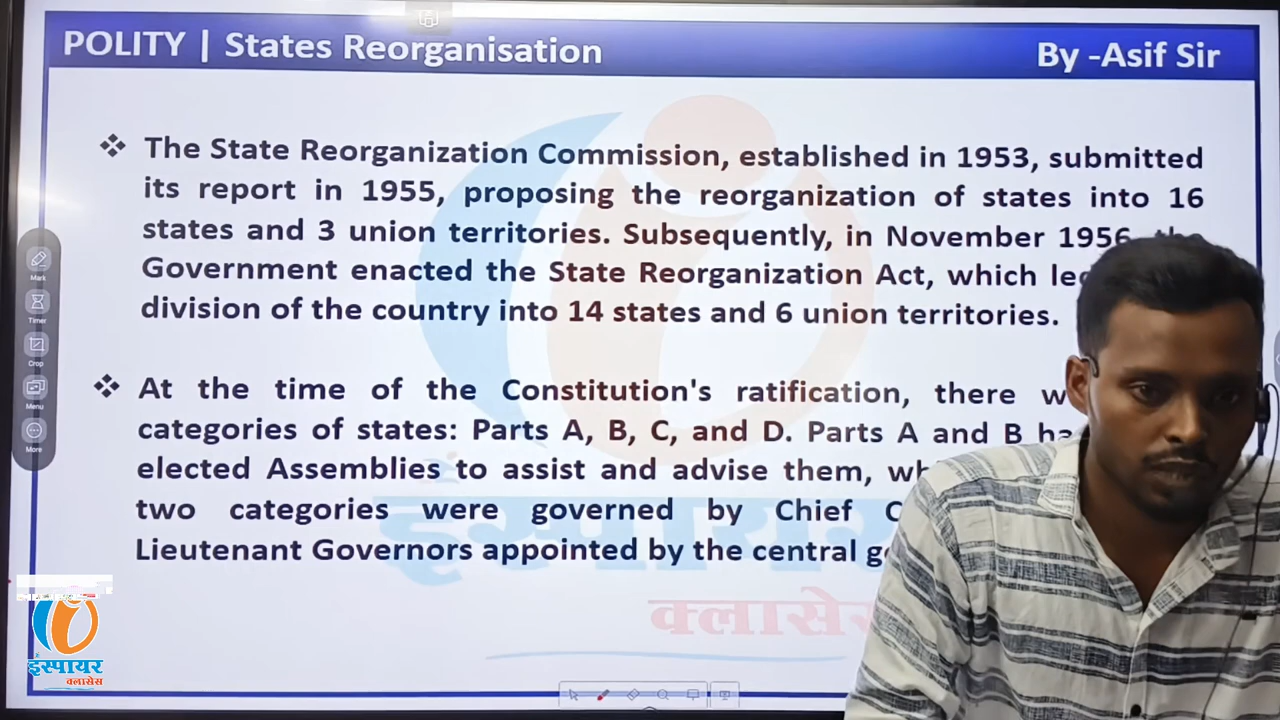 POLITY | States Reorganisation
By -Asif Sir
❖ The State Reorganization Commission, established in 1953, submitted
its report in 1955, proposing the reorganization of states into 16
states and 3 union territories. Subsequently, in November 1956
Government enacted the State Reorganization Act, which
division of the country into 14 states and 6 union territories.
❖ At the time of the Constitution's ratification, there
categories of states: Parts A, B, C, and D. Parts A and B
elected Assemblies to assist and advise them,
two categories were governed by Chief
Lieutenant Governors appointed by the central
Mark
Timer
Crop
Menu
More
इंस्पायर
क्लासेस
इंस्पायर
क्लासेस